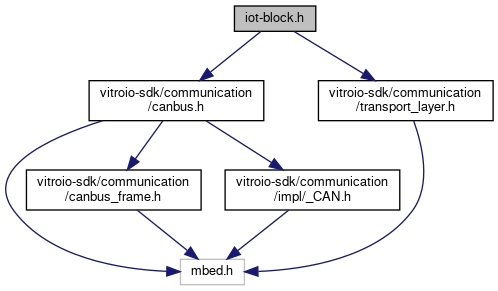 iot-block.h
vitroio-sdk/communication
/canbus.h
vitroio-sdk/communication
/transport_layer.h
vitroio-sdk/communication
/canbus_frame.h
vitroio-sdk/communication
/impl/_CAN.h
mbed.h